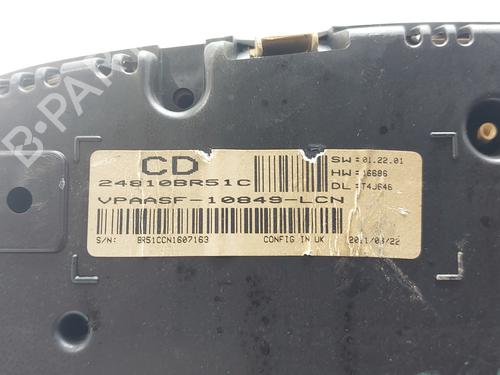 B-PARTS
CD
24810BR51C
VPAASF-10849-LCN
SW :01.22.01
HW :16686
DL :T4J646
S/N: BR51CCN1607163 CONFIG IN UK 2011/03/22